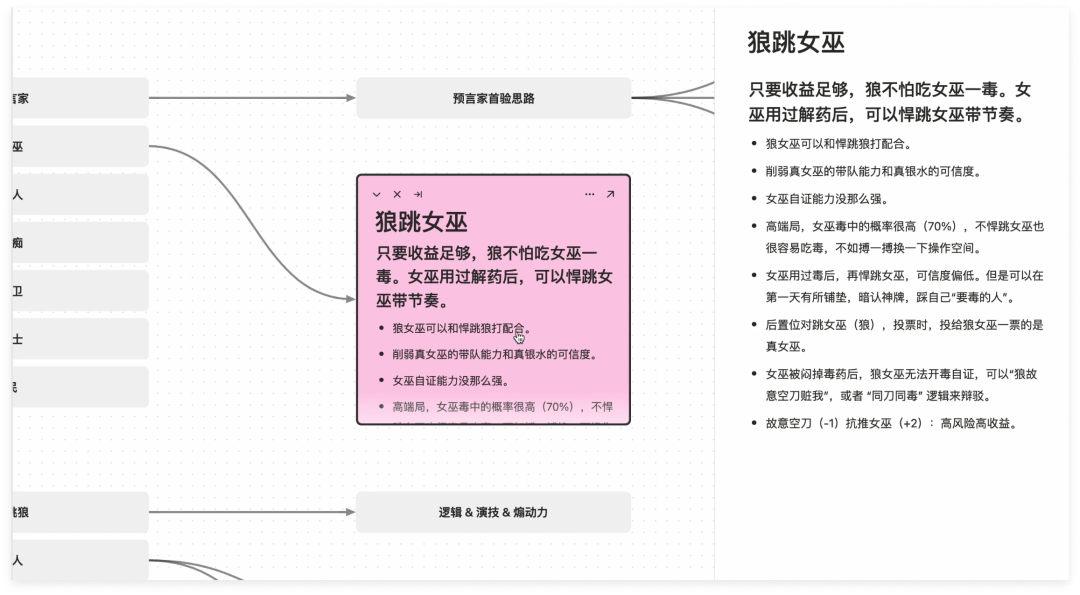 言家
巫
人
痴
卫
士
民
跳狼
人
预言家首验思路
狼跳女巫
只要收益足够，狼不怕吃女巫一
毒。女巫用过解药后，可以悍跳女
巫带节奏。
• 狼女巫可以和悍跳狼打配合。
• 削弱真女巫的带队能力和真银水的可信度。
• 女巫自证能力没那么强。
• 高端局，女巫毒中的概率很高（70%），不悍
逻辑 & 演技 & 煽动力
狼跳女巫
只要收益足够，狼不怕吃女巫一毒。女
巫用过解药后，可以悍跳女巫带节奏。
• 狼女巫可以和悍跳狼打配合。
• 削弱真女巫的带队能力和真银水的可信度。
• 女巫自证能力没那么强。
• 高端局，女巫毒中的概率很高（70%），不悍跳女巫也
很容易吃毒，不如搏一搏换一下操作空间。
• 女巫用过毒后，再悍跳女巫，可信度偏低。但是可以在
第一天有所铺垫，暗认神牌，踩自己“要毒的人”。
• 后置位对跳女巫（狼），投票时，投给狼女巫一票的是
真女巫。
• 女巫被闷掉毒药后，狼女巫无法开毒自证，可以“狼故
意空刀赃我”，或者 “同刀同毒” 逻辑来辩驳。
• 故意空刀（-1）抗推女巫（+2）：高风险高收益。